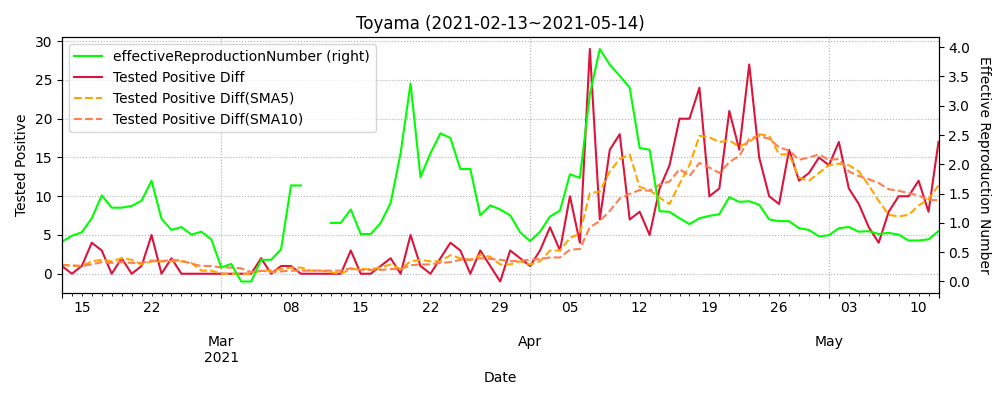 Toyama (2021-02-13~2021-05-14)
effectiveReproductionNumber (right)
Tested Positive Diff
Tested Positive Diff(SMA5)
Tested Positive Diff(SMA10)
Tested Positive
30
25
20
15
10
5
0
4.0
3.5
3.0
2.5
2.0
1.5
1.0
0.5
0.0
Effective Reproduction Number
15 22 08 15 22 29 05 12 19 26 03 10
Mar Apr May
2021
Date